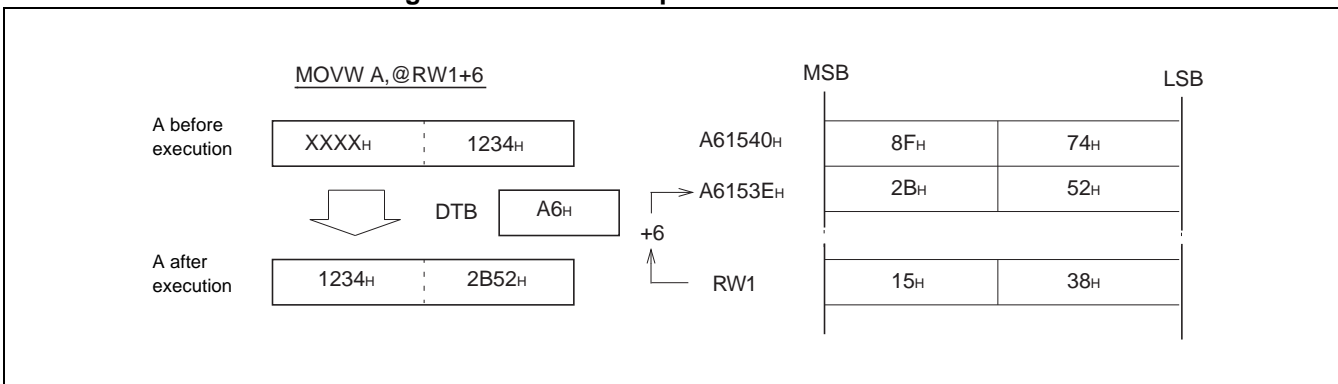 MOVW A,@RW1+6
MSB
LSB
A before
execution
XXXXH
1234H
A61540H
8FH
74H
DTB
A6H
A6153EH
2BH
52H
+6
A after
execution
1234H
2B52H
RW1
15H
38H